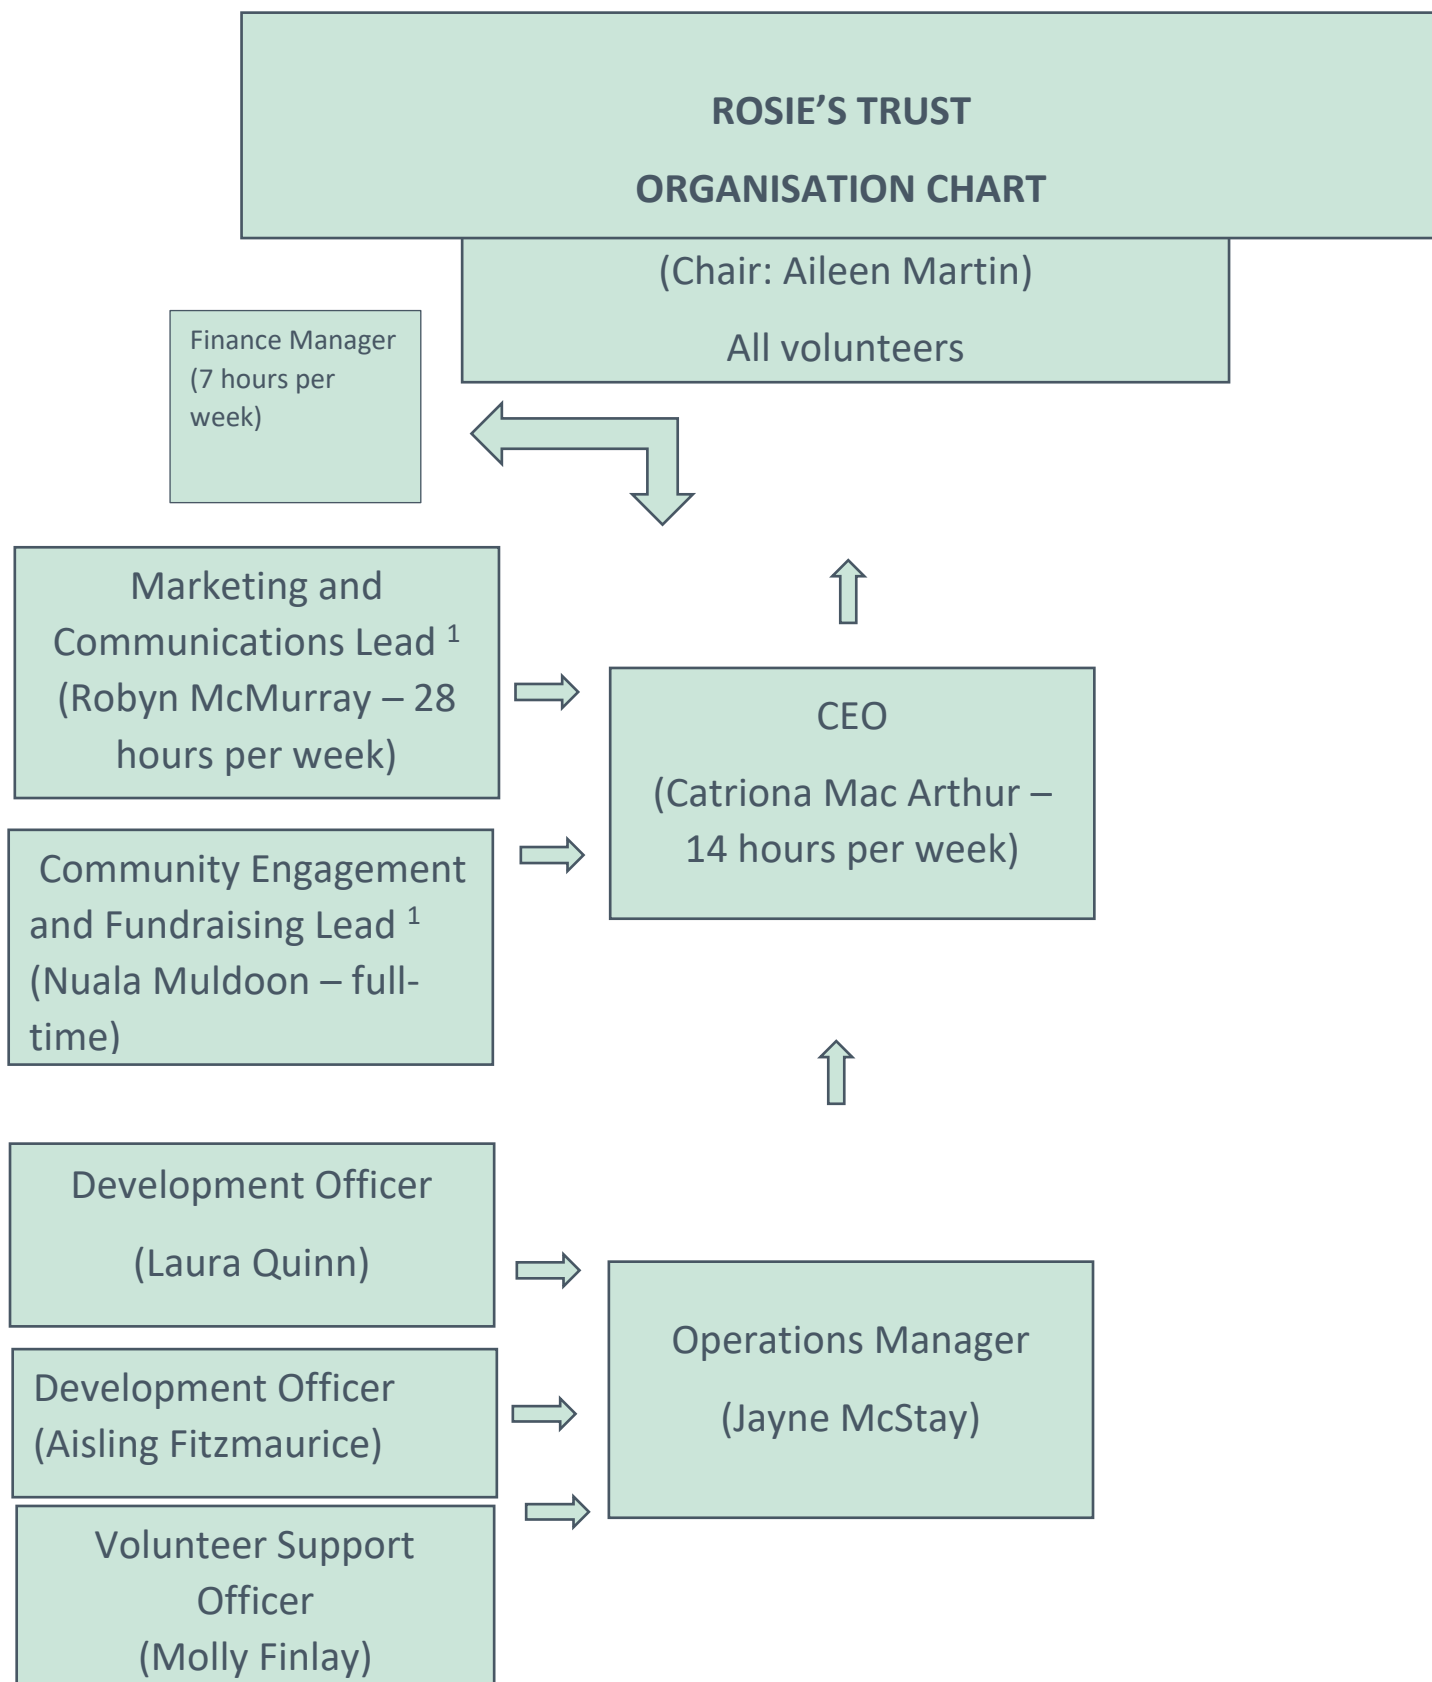 ROSIE’S TRUST
ORGANISATION CHART
(Chair: Aileen Martin)
All volunteers
Finance Manager
(7 hours per
week)
Marketing and
Communications Lead ¹
(Robyn McMurray – 28
hours per week)
CEO
(Catriona Mac Arthur –
14 hours per week)
Community Engagement
and Fundraising Lead ¹
(Nuala Muldoon – full-
time)
Development Officer
(Laura Quinn)
Operations Manager
(Jayne McStay)
Development Officer
(Aisling Fitzmaurice)
Volunteer Support
Officer
(Molly Finlay)